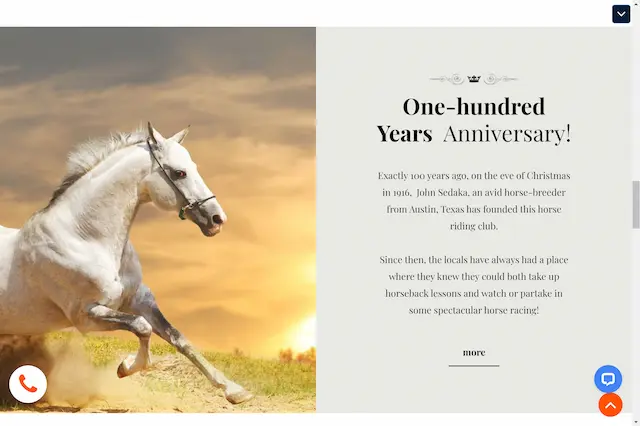 One-hundred
Years Anniversary!
Exactly 100 years ago, on the eve of Christmas
in 1916, John Sedaka, an avid horse-breeder
from Austin, Texas has founded this horse
riding club.
Since then, the locals have always had a place
where they knew they could both take up
horseback lessons and watch or partake in
some spectacular horse racing!
more